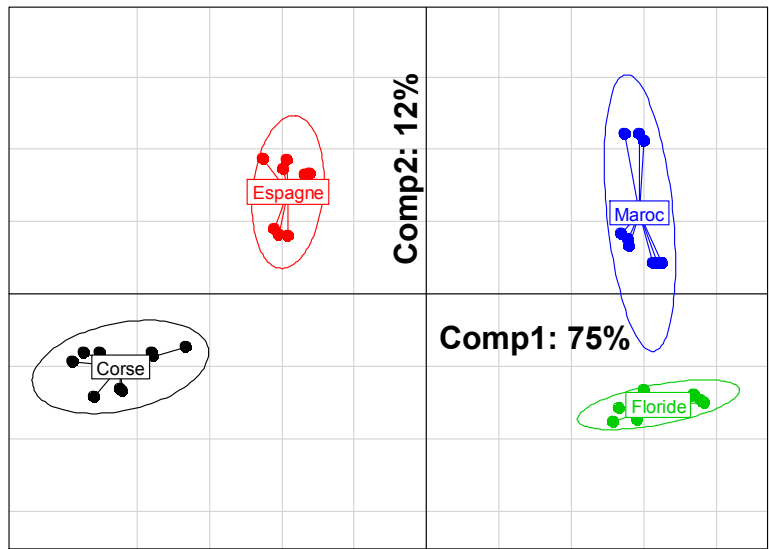 Comp2: 12%
Espagne
Maroc
Comp1: 75%
Corse
Floride